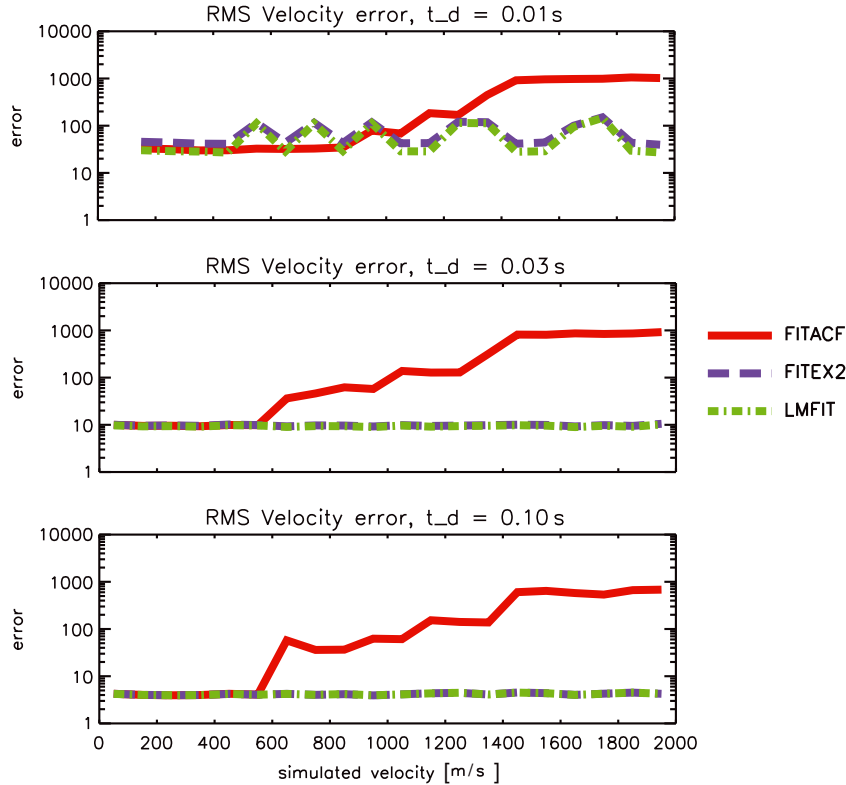 RMS Velocity error, t_d = 0.01s
10000
1000
100
10
1
error
RMS Velocity error, t_d = 0.03s
10000
1000
100
10
1
error
FITACF
FITEX2
LMFIT
RMS Velocity error, t_d = 0.10s
10000
1000
100
10
1
error
0 200 400 600 800 1000 1200 1400 1600 1800 2000
simulated velocity [m/s ]